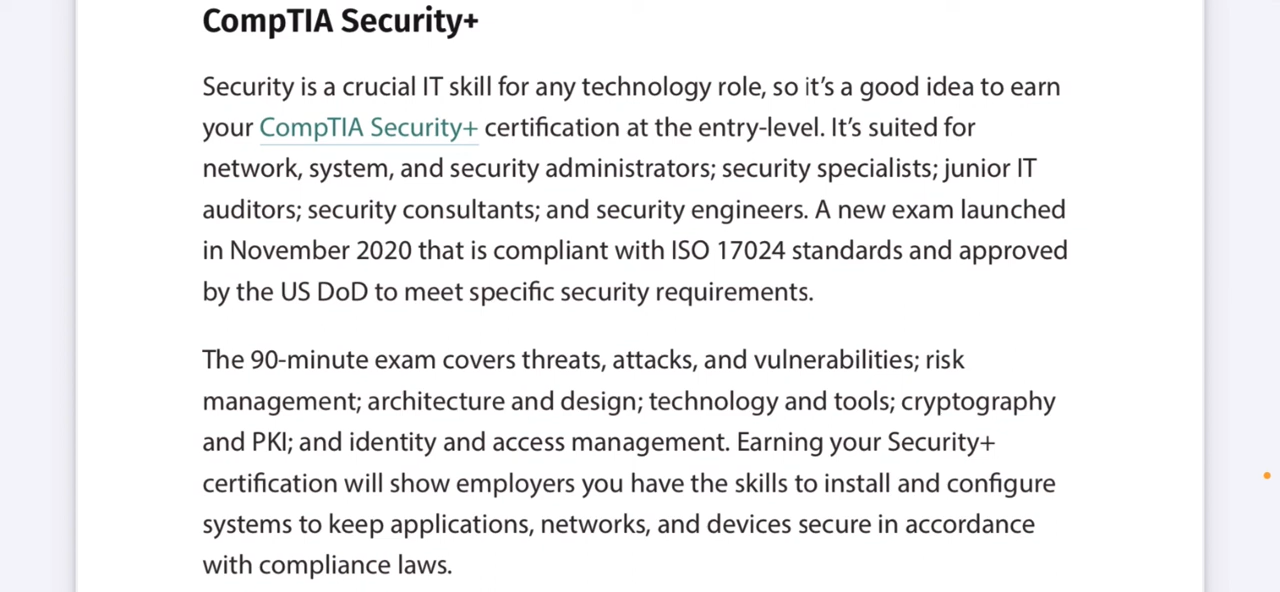 CompTIA Security+
Security is a crucial IT skill for any technology role, so it’s a good idea to earn
your CompTIA Security+ certification at the entry-level. It’s suited for
network, system, and security administrators; security specialists; junior IT
auditors; security consultants; and security engineers. A new exam launched
in November 2020 that is compliant with ISO 17024 standards and approved
by the US DoD to meet specific security requirements.
The 90-minute exam covers threats, attacks, and vulnerabilities; risk
management; architecture and design; technology and tools; cryptography
and PKI; and identity and access management. Earning your Security+
certification will show employers you have the skills to install and configure
systems to keep applications, networks, and devices secure in accordance
with compliance laws.